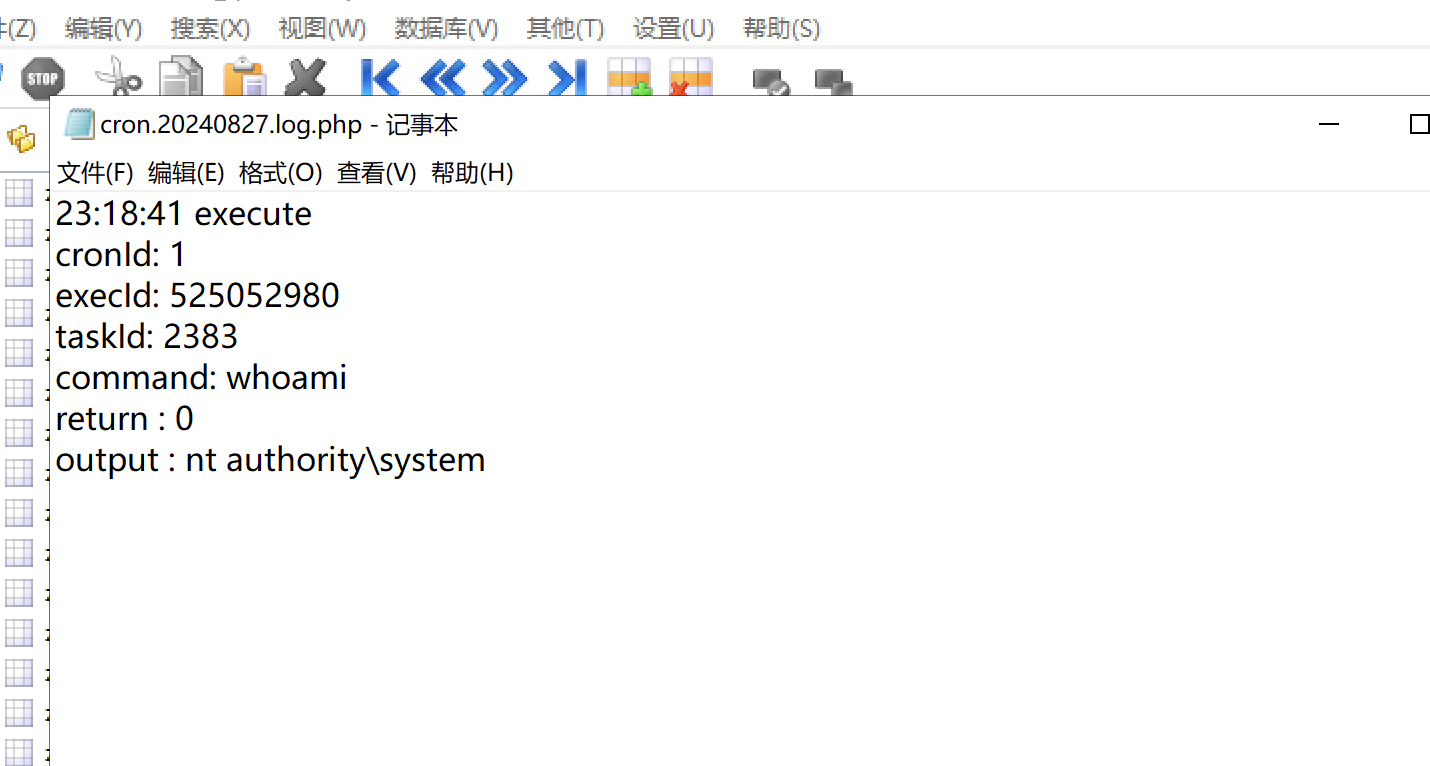 (Z) 编辑(Y) 搜索(X) 视图(W) 数据库(V) 其他(T) 设置(U) 帮助(S)
STOP
cron.20240827.log.php - 记事本
文件(F) 编辑(E) 格式(O) 查看(V) 帮助(H)
23:18:41 execute
cronId: 1
execId: 525052980
taskId: 2383
command: whoami
return : 0
output : nt authority\system